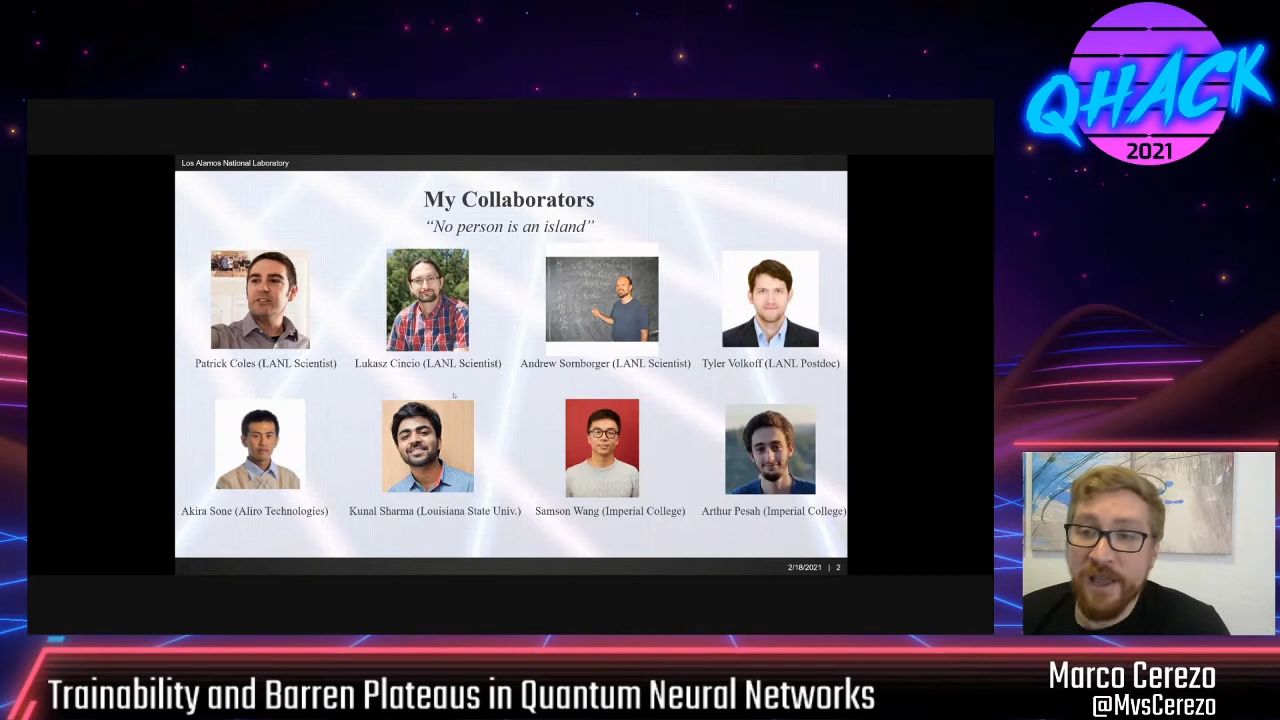 QHACK
2021
Los Alamos National Laboratory
My Collaborators
“No person is an island”
Patrick Coles (LANL Scientist)
Lukasz Cincio (LANL Scientist)
Andrew Sornborger (LANL Scientist)
Tyler Volkoff (LANL Postdoc)
Akira Sone (Aliro Technologies)
Kunal Sharma (Louisiana State Univ.)
Samson Wang (Imperial College)
Arthur Pesah (Imperial College)
2/18/2021 | 2
Trainability and Barren Plateaus in Quantum Neural Networks
Marco Cerezo
@MvsCerezo